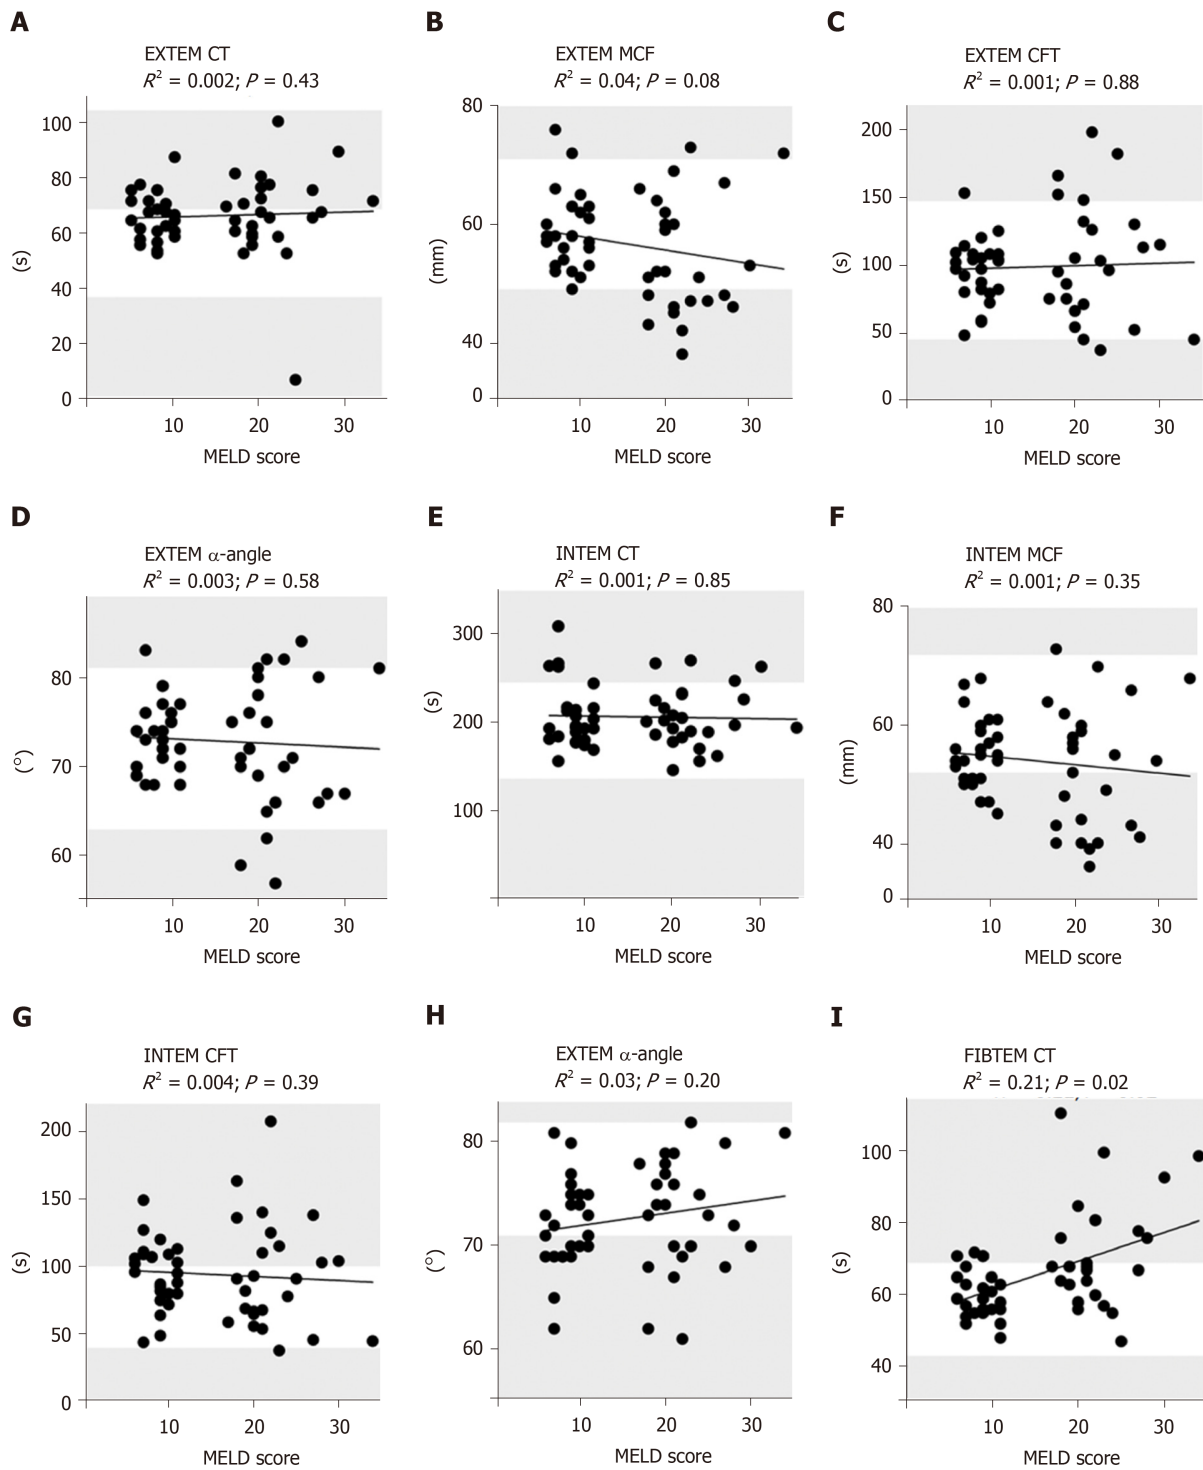 A
EXTEM CT
R² = 0.002; P = 0.43
100
80
60
40
20
0
(s)
10 20 30
MELD score
B
EXTEM MCF
R² = 0.04; P = 0.08
80
60
40
0
(mm)
10 20 30
MELD score
C
EXTEM CFT
R² = 0.001; P = 0.88
200
150
100
50
0
(s)
10 20 30
MELD score
D
EXTEM α-angle
R² = 0.003; P = 0.58
80
70
60
(°)
10 20 30
MELD score
E
INTEM CT
R² = 0.001; P = 0.85
300
200
100
(s)
10 20 30
MELD score
F
INTEM MCF
R² = 0.001; P = 0.35
80
60
40
0
(mm)
10 20 30
MELD score
G
INTEM CFT
R² = 0.004; P = 0.39
200
150
100
50
0
(s)
10 20 30
MELD score
H
EXTEM α-angle
R² = 0.03; P = 0.20
80
70
60
(°)
10 20 30
MELD score
I
FIBTEM CT
R² = 0.21; P = 0.02
100
80
60
40
(s)
10 20 30
MELD score